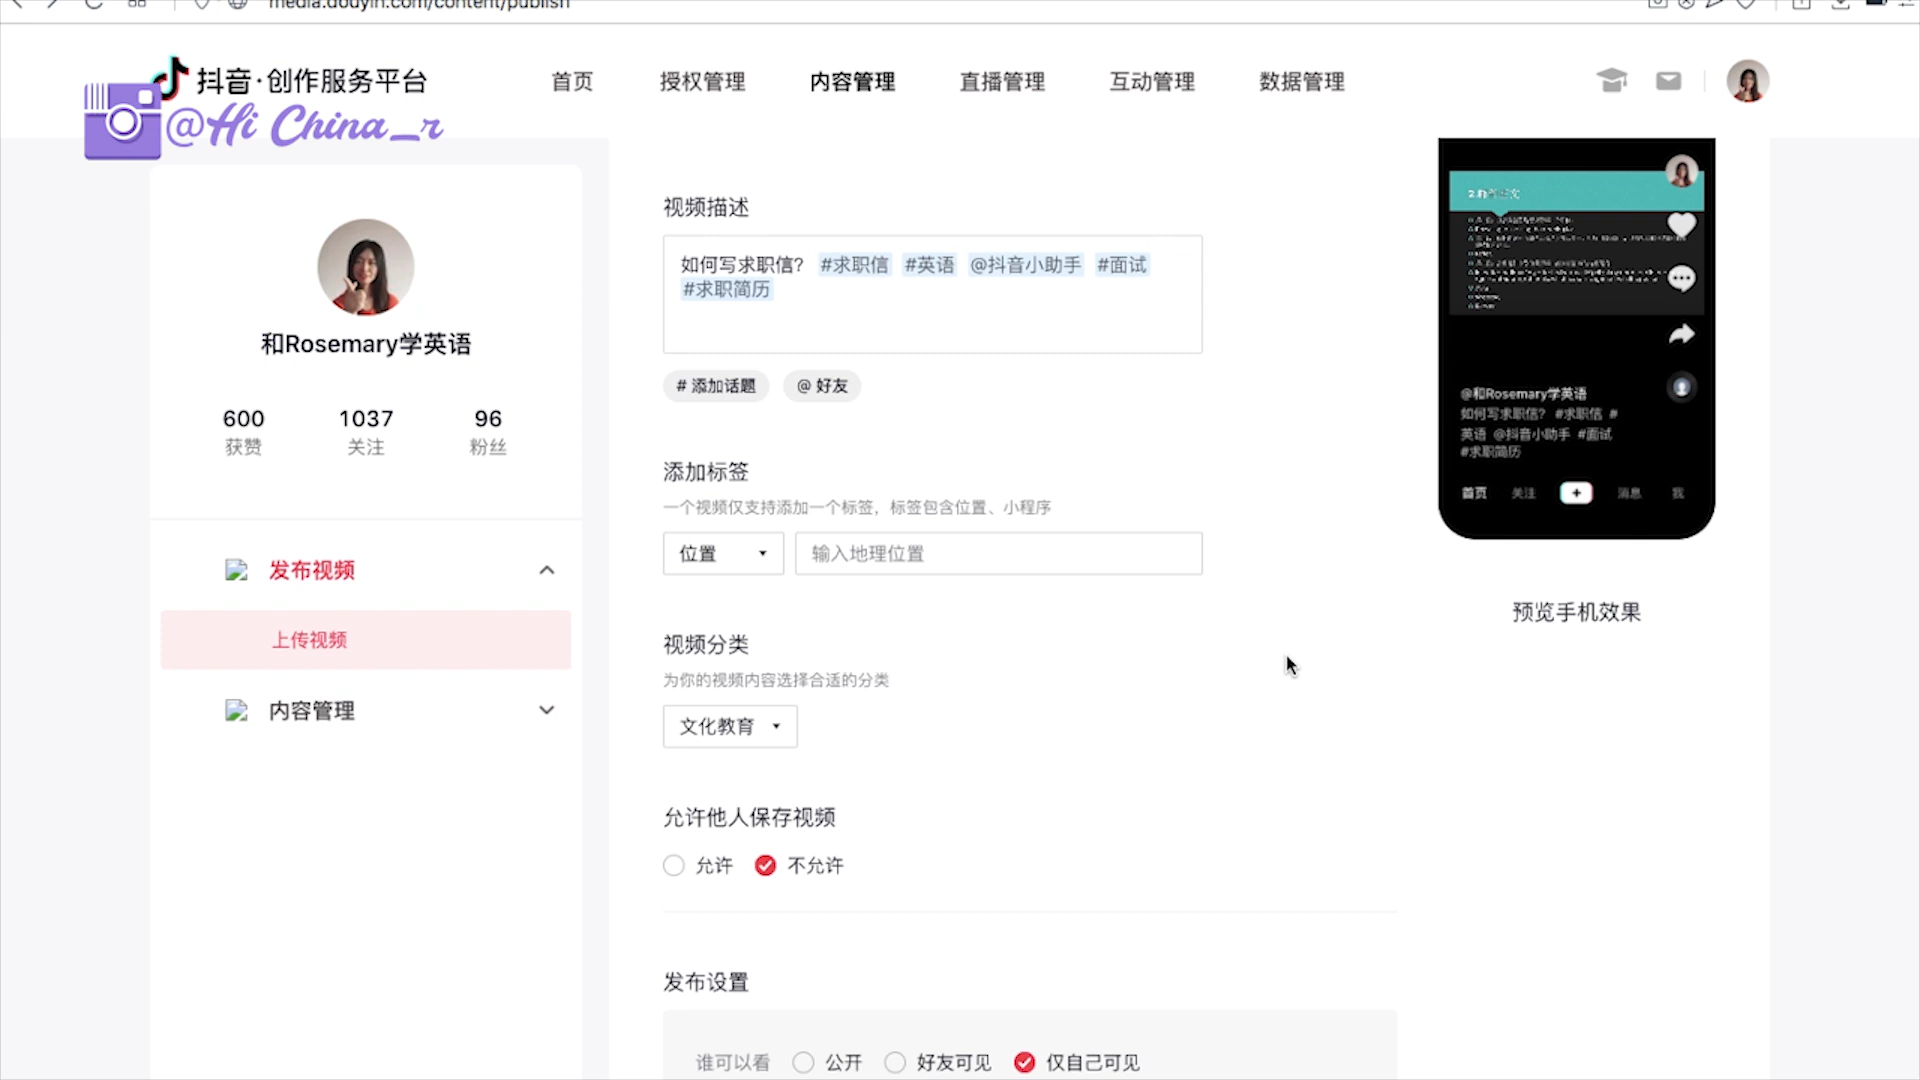 media.douyin.com/content/publish
抖音·创作服务平台
首页
授权管理
内容管理
直播管理
互动管理
数据管理
@Hi China_r
和Rosemary学英语
600
1037
96
获赞
关注
粉丝
发布视频
上传视频
内容管理
视频描述
如何写求职信? #求职信 #英语 @抖音小助手 #面试
#求职简历
# 添加话题
@ 好友
添加标签
一个视频仅支持添加一个标签，标签包含位置、小程序
位置
输入地理位置
视频分类
为你的视频内容选择合适的分类
文化教育
允许他人保存视频
允许
不允许
发布设置
谁可以看
公开
好友可见
仅自己可见
@和Rosemary学英语
如何写求职信? #求职信 #
英语 @抖音小助手 #面试
#求职简历
首页
关注
消息
我
预览手机效果